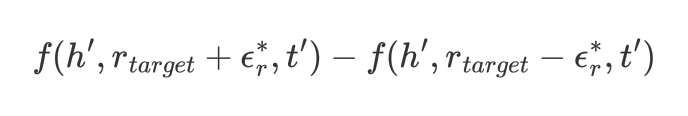 f(h′, r_{target} + ϵ_r^*, t′) − f(h′, r_{target} − ϵ_r^*, t′)